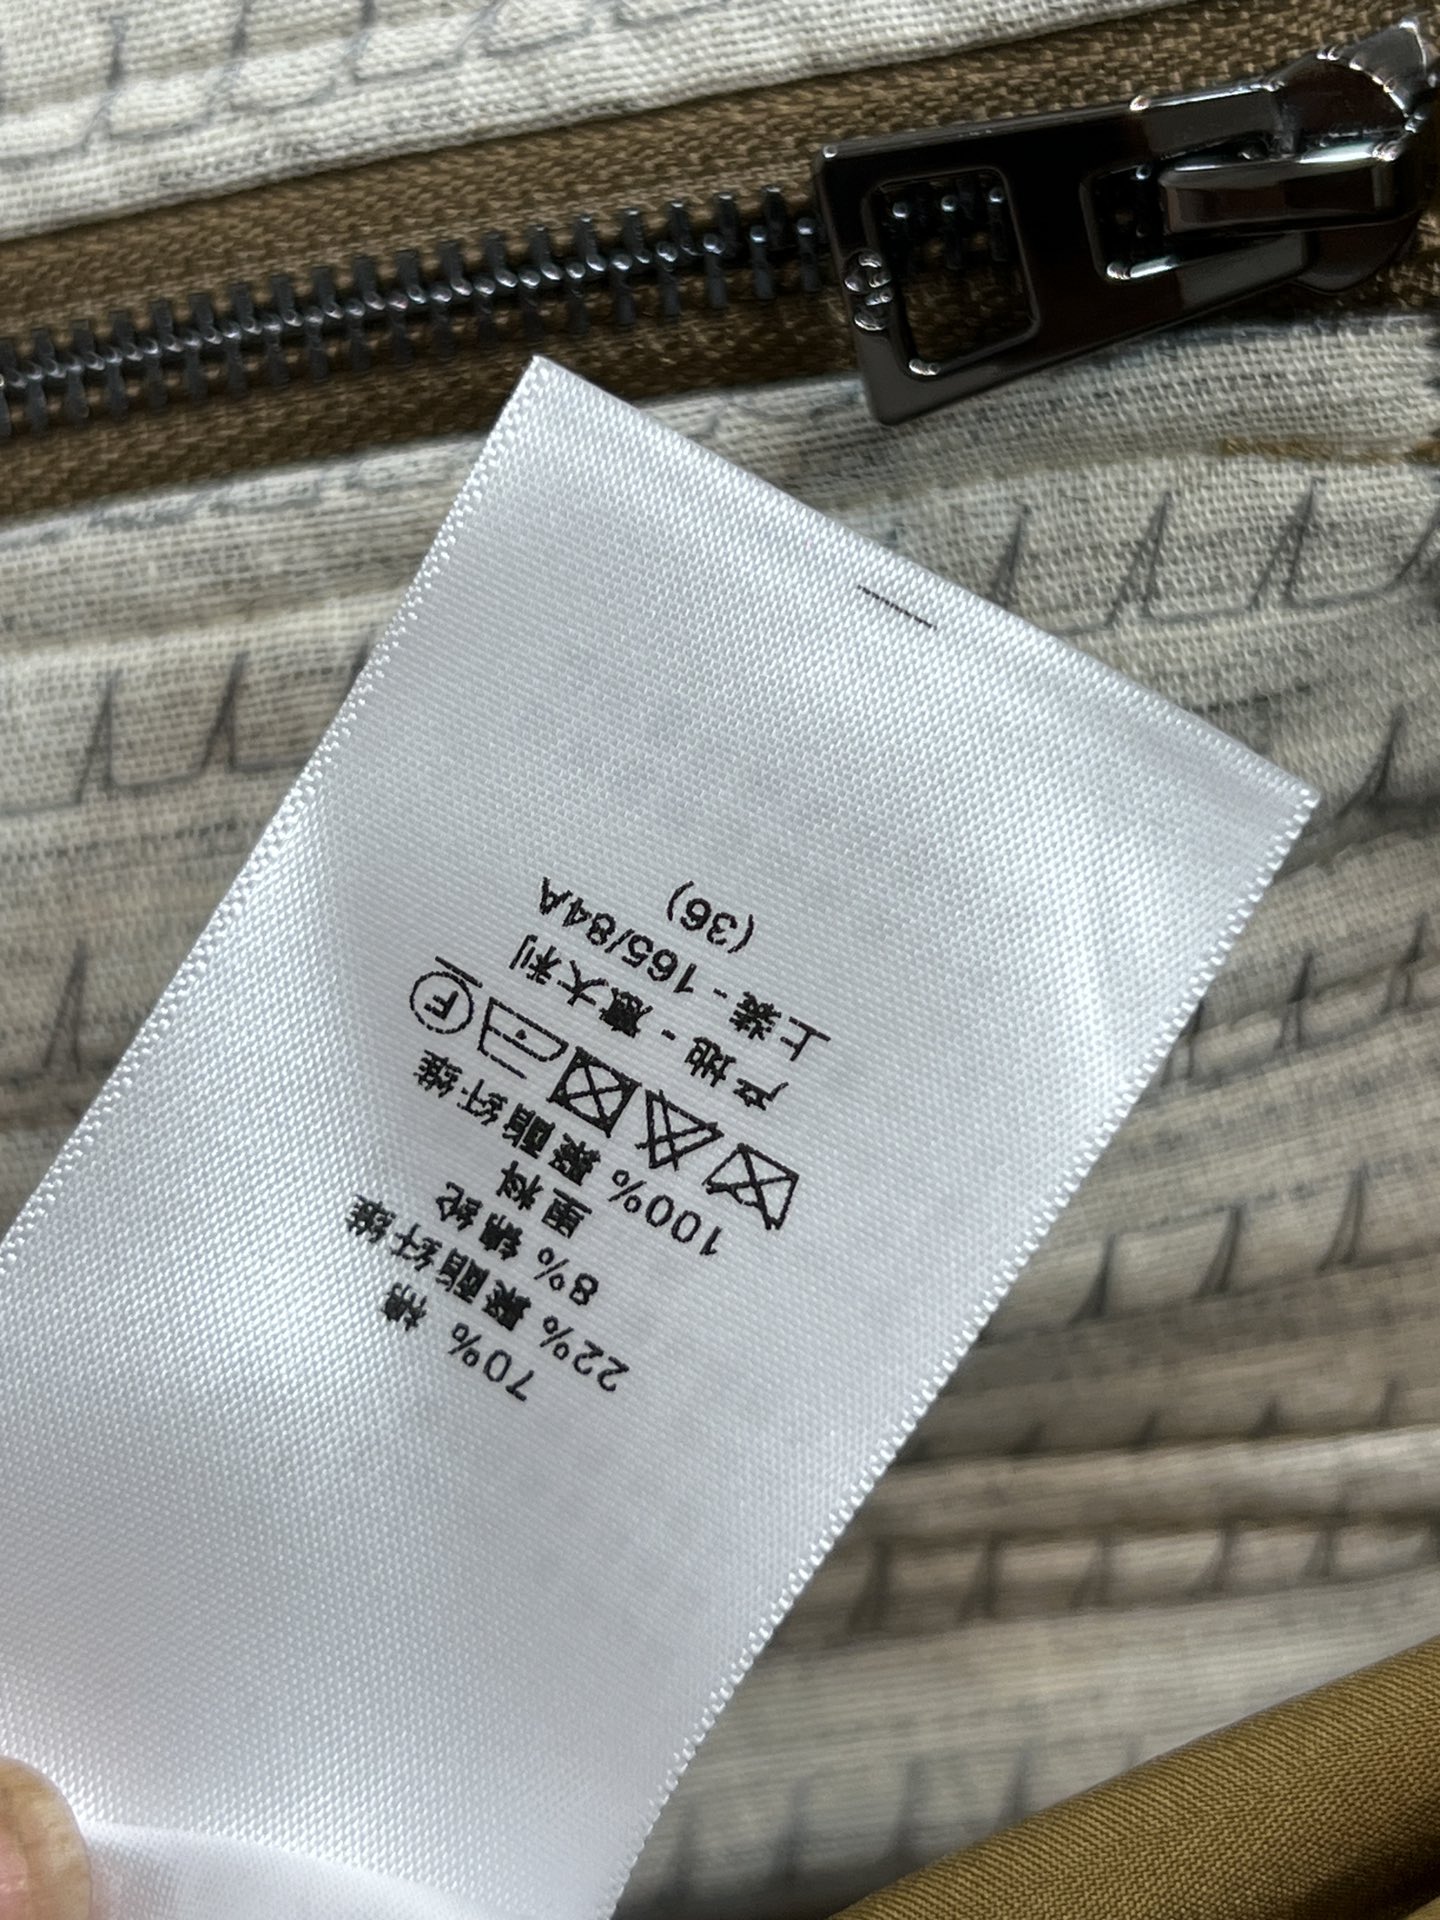 70% 棉
22% 聚酯纤维
8% 锦纶
里料
100% 聚酯纤维
F
产地 - 意大利
上装 - 165/84A
(36)